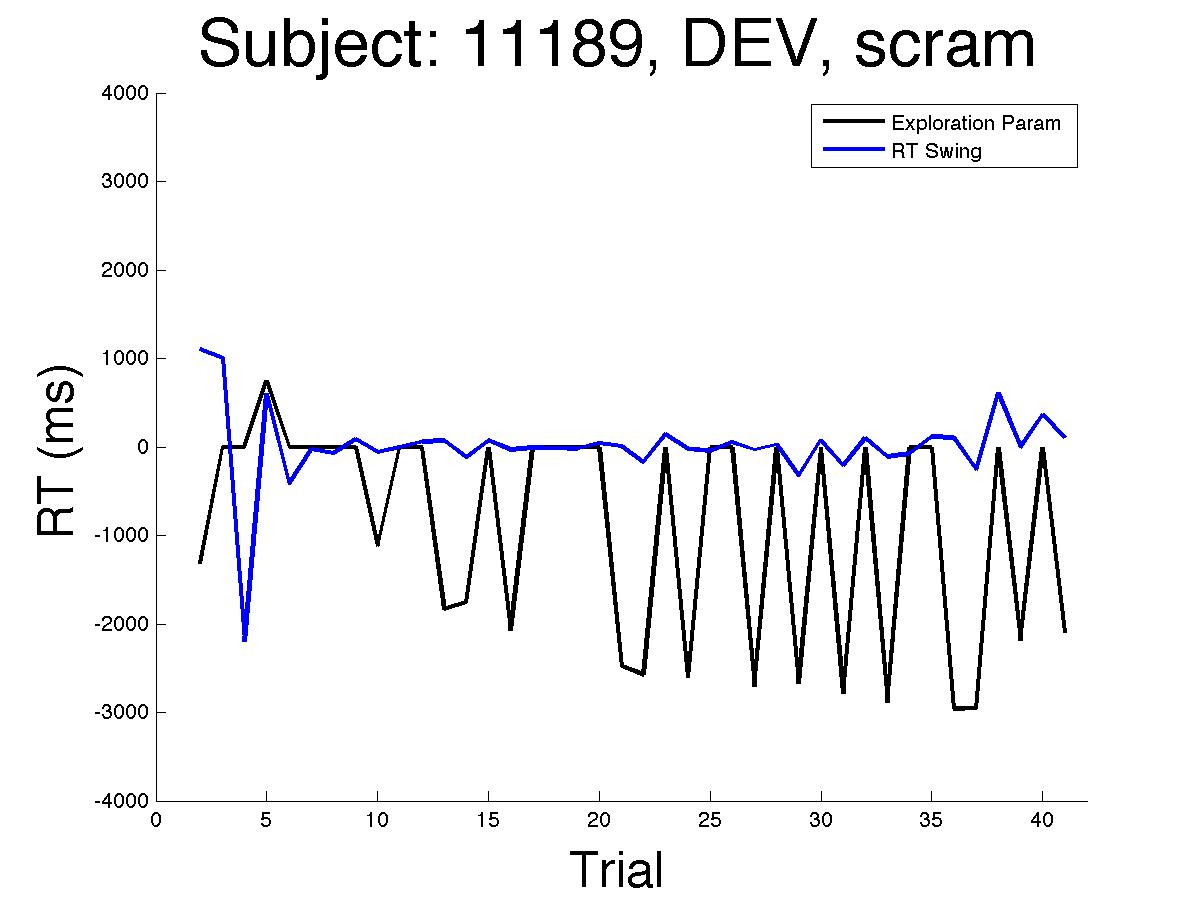 Subject: 11189, DEV, scram
4000
3000
2000
1000
0
-1000
-2000
-3000
-4000
RT (ms)
Exploration Param
RT Swing
0 5 10 15 20 25 30 35 40
Trial